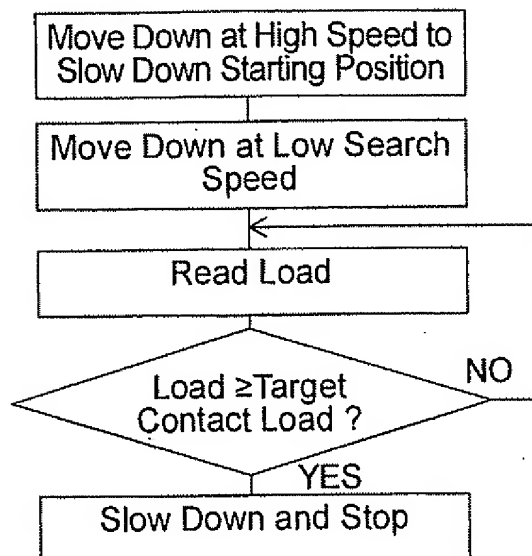 Move Down at High Speed to
Slow Down Starting Position
Move Down at Low Search
Speed
Read Load
Load ≥Target
Contact Load ?
NO
YES
Slow Down and Stop